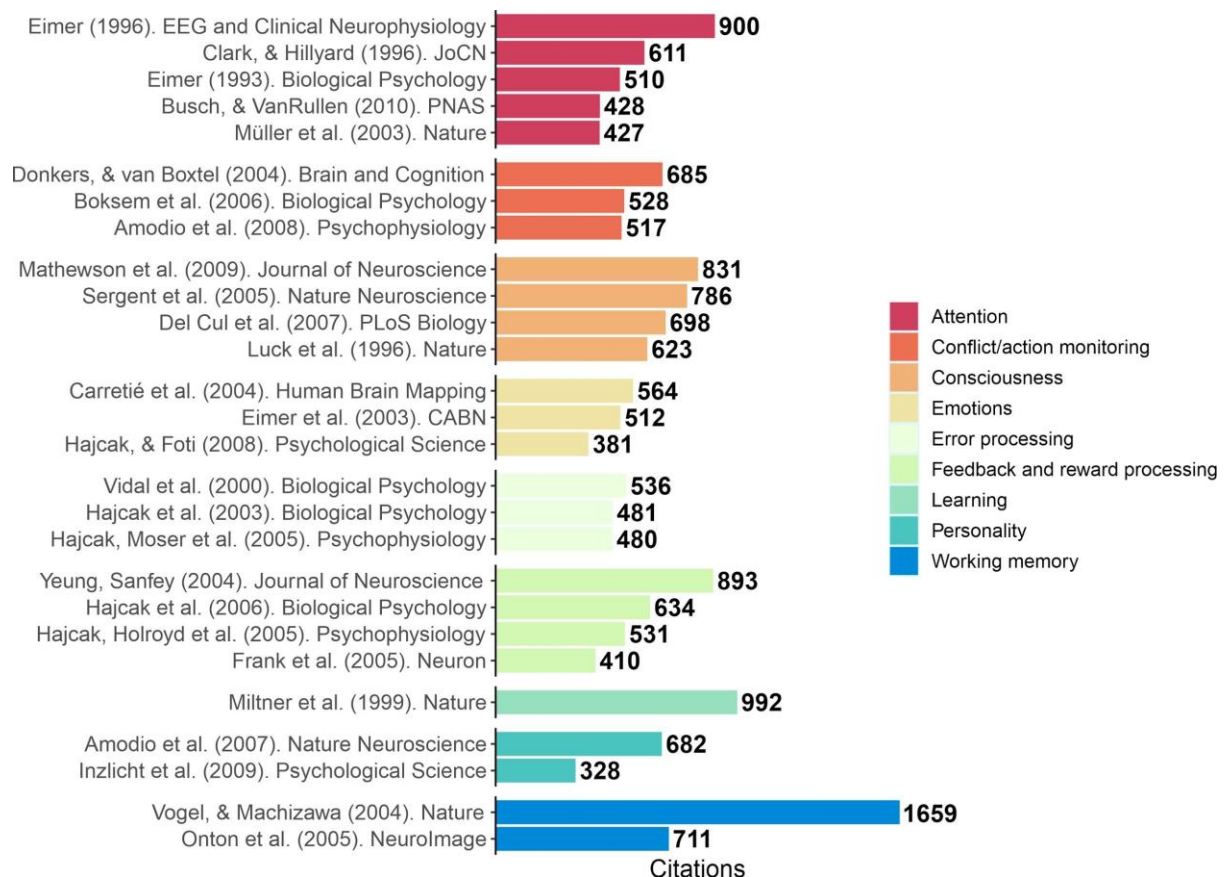 Eimer (1996). EEG and Clinical Neurophysiology 900
Clark, & Hillyard (1996). JoCN 611
Eimer (1993). Biological Psychology 510
Busch, & VanRullen (2010). PNAS 428
Müller et al. (2003). Nature 427
Donkers, & van Boxtel (2004). Brain and Cognition 685
Boksem et al. (2006). Biological Psychology 528
Amodio et al. (2008). Psychophysiology 517
Mathewson et al. (2009). Journal of Neuroscience 831
Sergent et al. (2005). Nature Neuroscience 786
Del Cul et al. (2007). PLoS Biology 698
Luck et al. (1996). Nature 623
Carretié et al. (2004). Human Brain Mapping 564
Eimer et al. (2003). CABN 512
Hajcak, & Foti (2008). Psychological Science 381
Vidal et al. (2000). Biological Psychology 536
Hajcak et al. (2003). Biological Psychology 481
Hajcak, Moser et al. (2005). Psychophysiology 480
Yeung, Sanfey (2004). Journal of Neuroscience 893
Hajcak et al. (2006). Biological Psychology 634
Hajcak, Holroyd et al. (2005). Psychophysiology 531
Frank et al. (2005). Neuron 410
Miltner et al. (1999). Nature 992
Amodio et al. (2007). Nature Neuroscience 682
Inzlicht et al. (2009). Psychological Science 328
Vogel, & Machizawa (2004). Nature 1659
Onton et al. (2005). NeuroImage 711
Citations
Attention
Conflict/action monitoring
Consciousness
Emotions
Error processing
Feedback and reward processing
Learning
Personality
Working memory